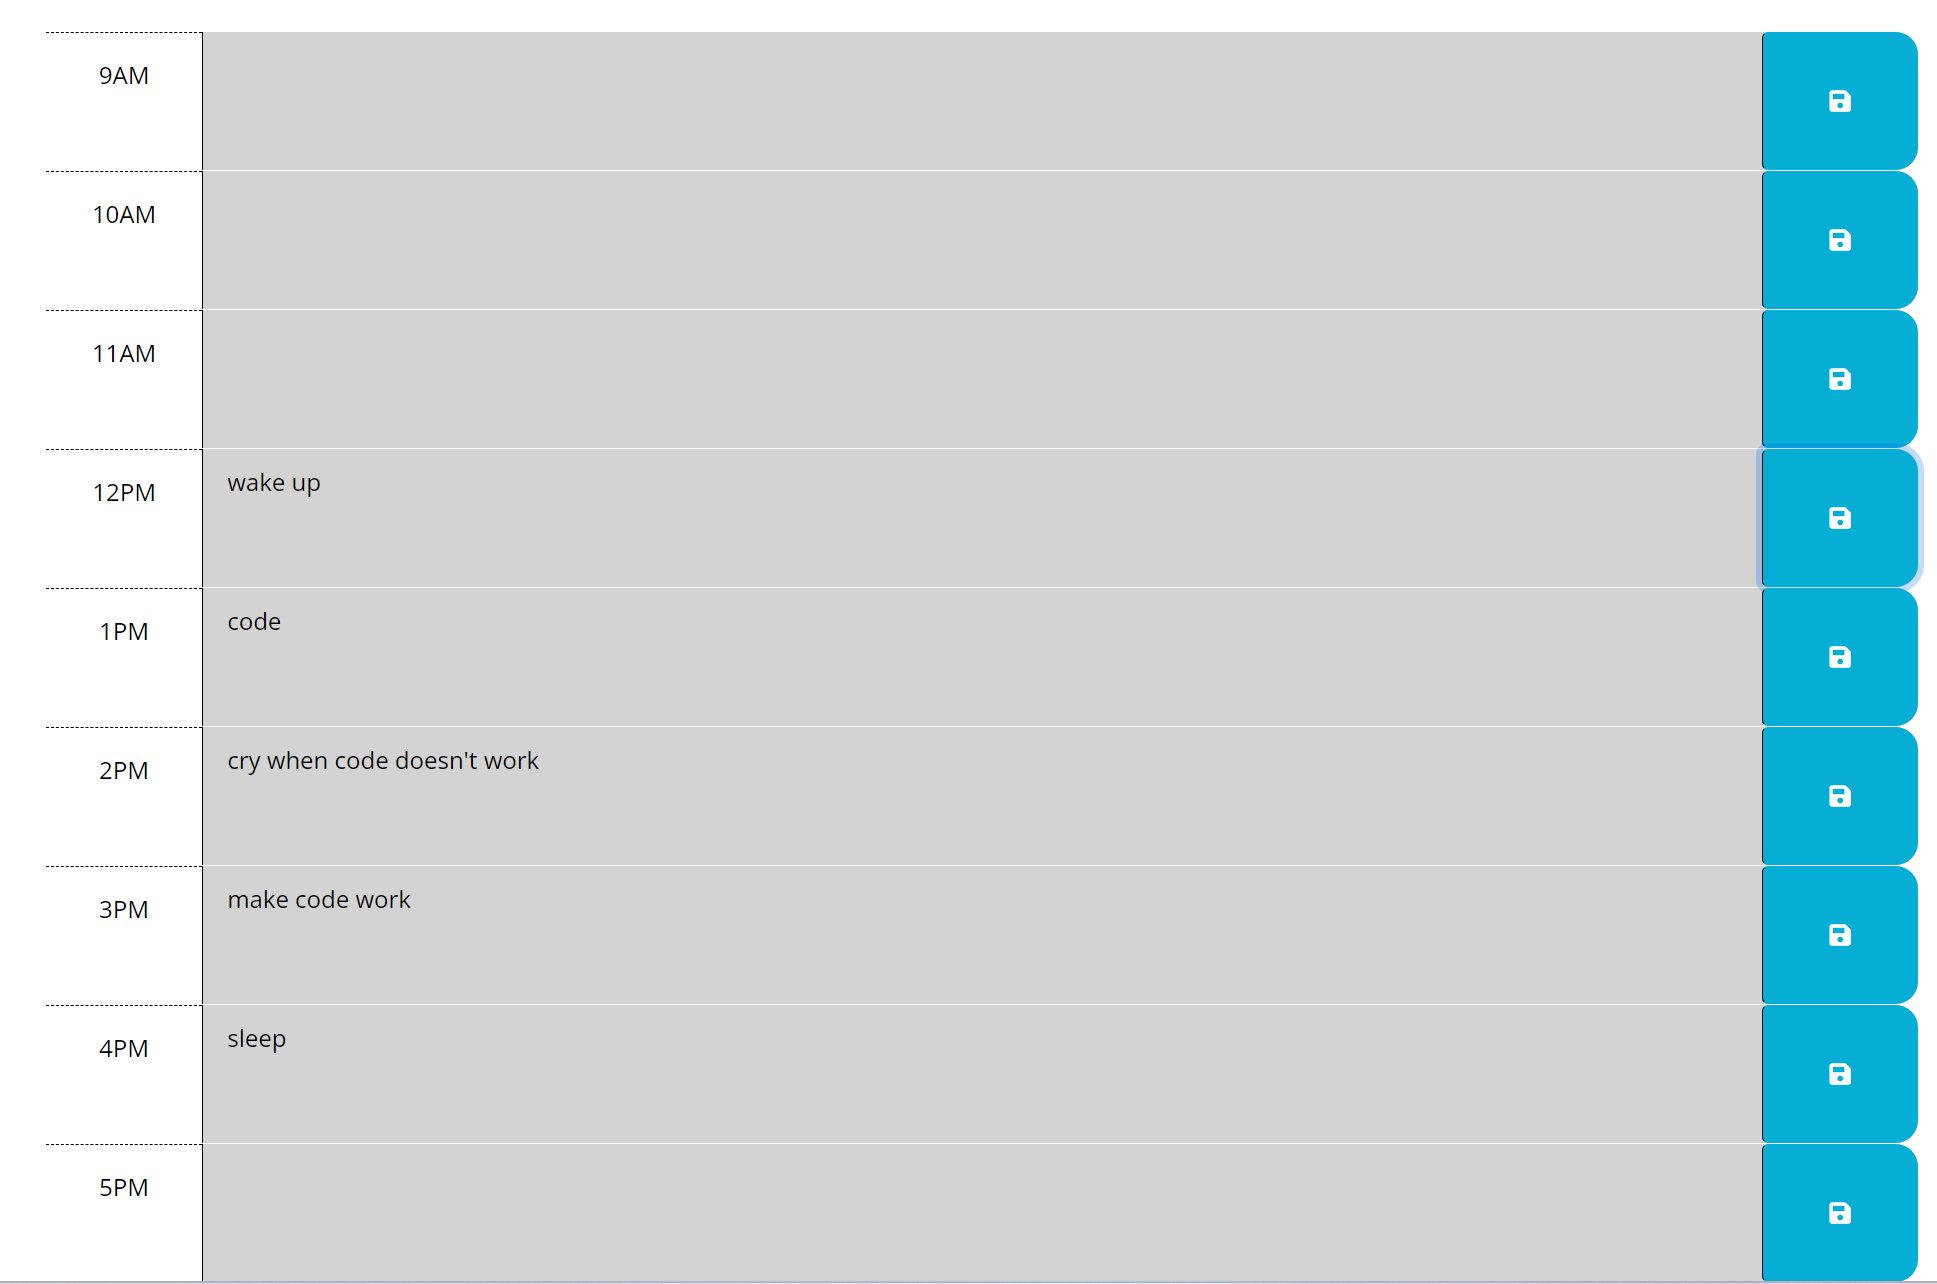 9AM
10AM
11AM
12PM wake up
1PM code
2PM cry when code doesn't work
3PM make code work
4PM sleep
5PM